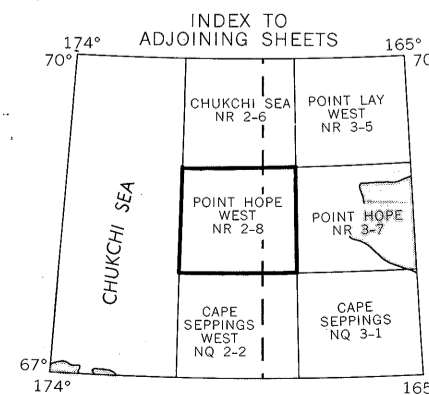 INDEX TO
ADJOINING SHEETS
174°
165°
70°
70
CHUKCHI SEA
NR 2-6
POINT LAY
WEST
NR 3-5
CHUKCHI SEA
POINT HOPE
WEST
NR 2-8
POINT HOPE
NR 3-7
CAPE
SEPPINGS
WEST
NQ 2-2
CAPE
SEPPINGS
NQ 3-1
67°
174°
165